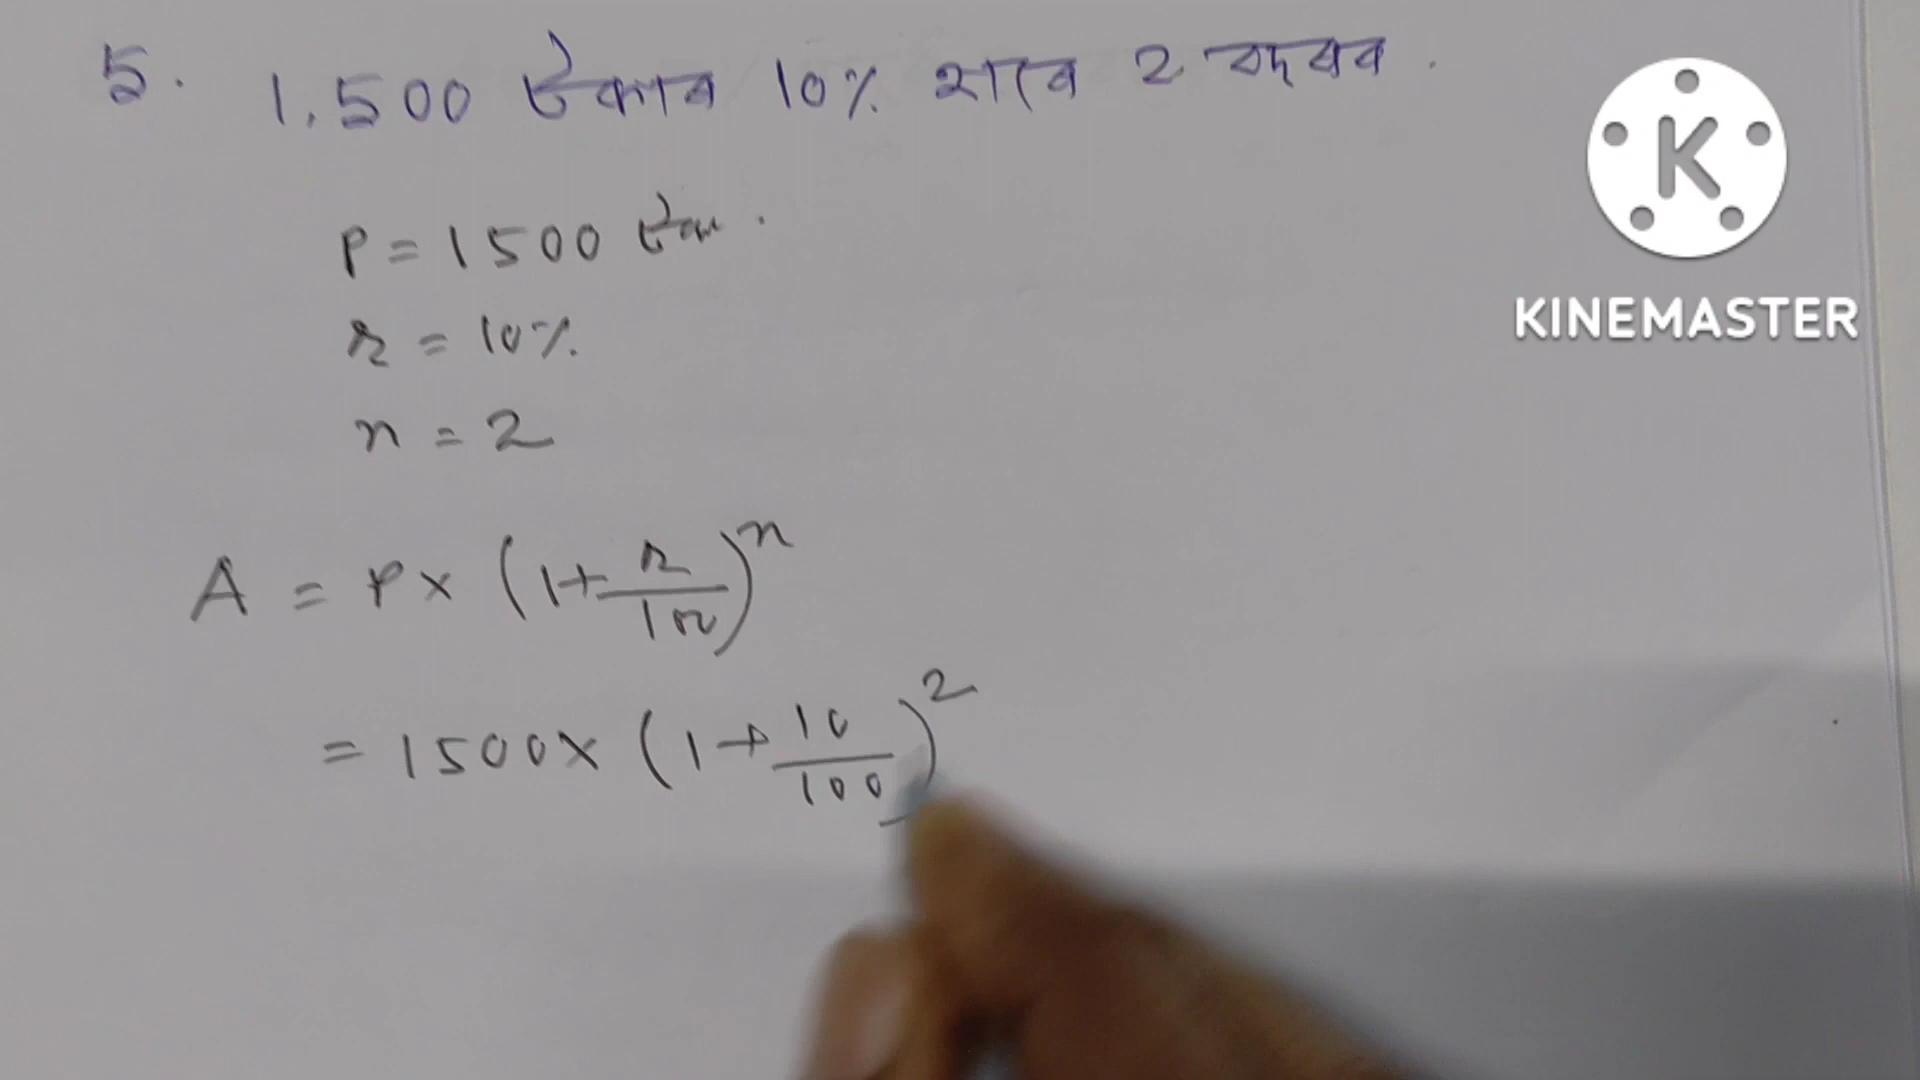 5. 1. 500 টকাৰ 10% হাৰে 2 বছৰৰ.
P = 1500 টকা.
r = 10%
n = 2
A = P × (1 + r/100)^n
= 1500 × (1 + 10/100)^2
K
KINEMASTER